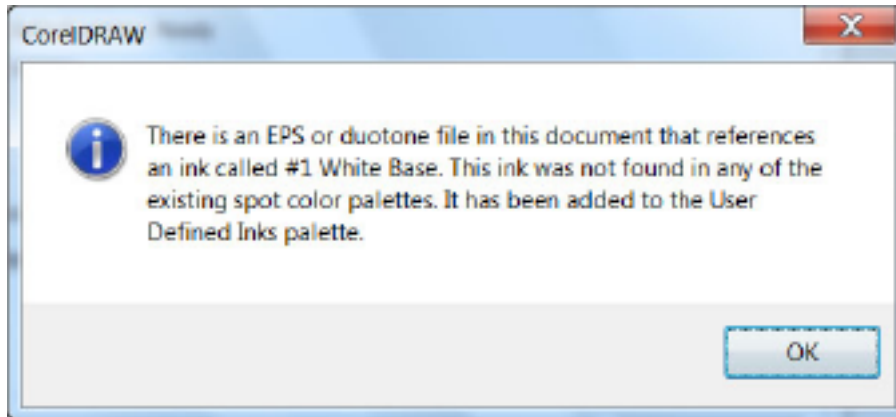 CorelDRAW
There is an EPS or duotone file in this document that references
an ink called #1 White Base. This ink was not found in any of the
existing spot color palettes. It has been added to the User
Defined Inks palette.
OK